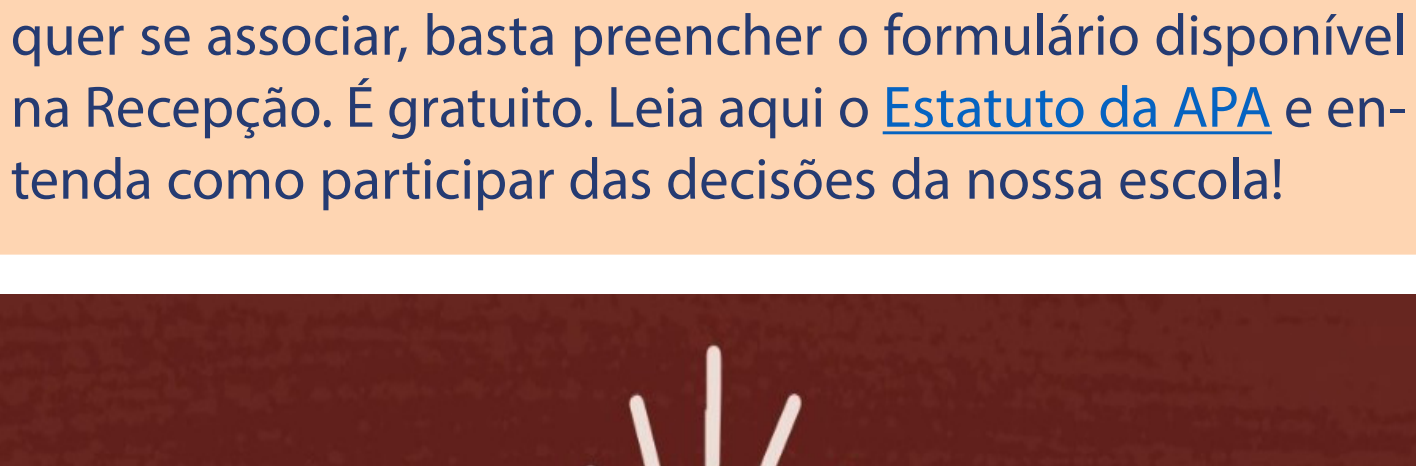 quer se associar, basta preencher o formulário disponível
na Recepção. É gratuito. Leia aqui o Estatuto da APA e en-
tenda como participar das decisões da nossa escola!